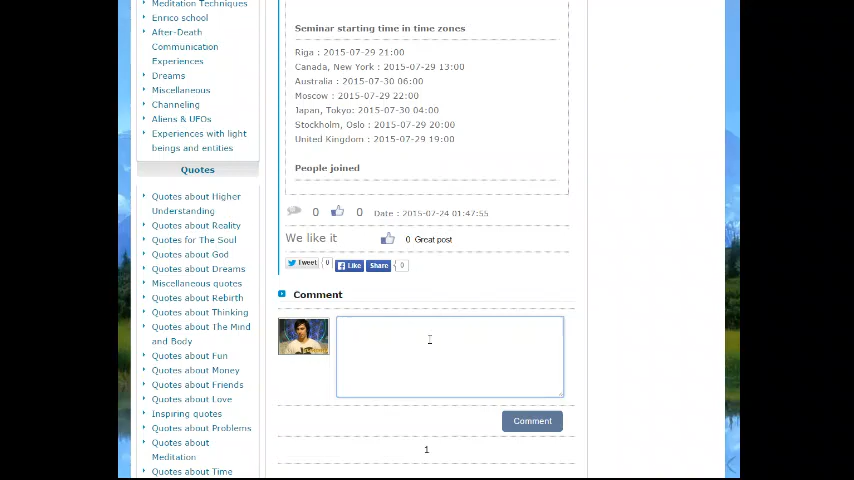 Meditation Techniques
Enrico school
After-Death
Communication
Experiences
Dreams
Miscellaneous
Channeling
Aliens & UFOs
Experiences with light
beings and entities
Quotes
Quotes about Higher
Understanding
Quotes about Reality
Quotes for The Soul
Quotes about God
Quotes about Dreams
Miscellaneous quotes
Quotes about Rebirth
Quotes about Thinking
Quotes about The Mind
and Body
Quotes about Fun
Quotes about Money
Quotes about Friends
Quotes about Love
Inspiring quotes
Quotes about Problems
Quotes about
Meditation
Quotes about Time
Seminar starting time in time zones
Riga : 2015-07-29 21:00
Canada, New York : 2015-07-29 13:00
Australia : 2015-07-30 06:00
Moscow : 2015-07-29 22:00
Japan, Tokyo: 2015-07-30 04:00
Stockholm, Oslo : 2015-07-29 20:00
United Kingdom : 2015-07-29 19:00
People joined
0 0 Date : 2015-07-24 01:47:55
We like it 0 Great post
Tweet 0 Like Share 0
Comment
Comment
1